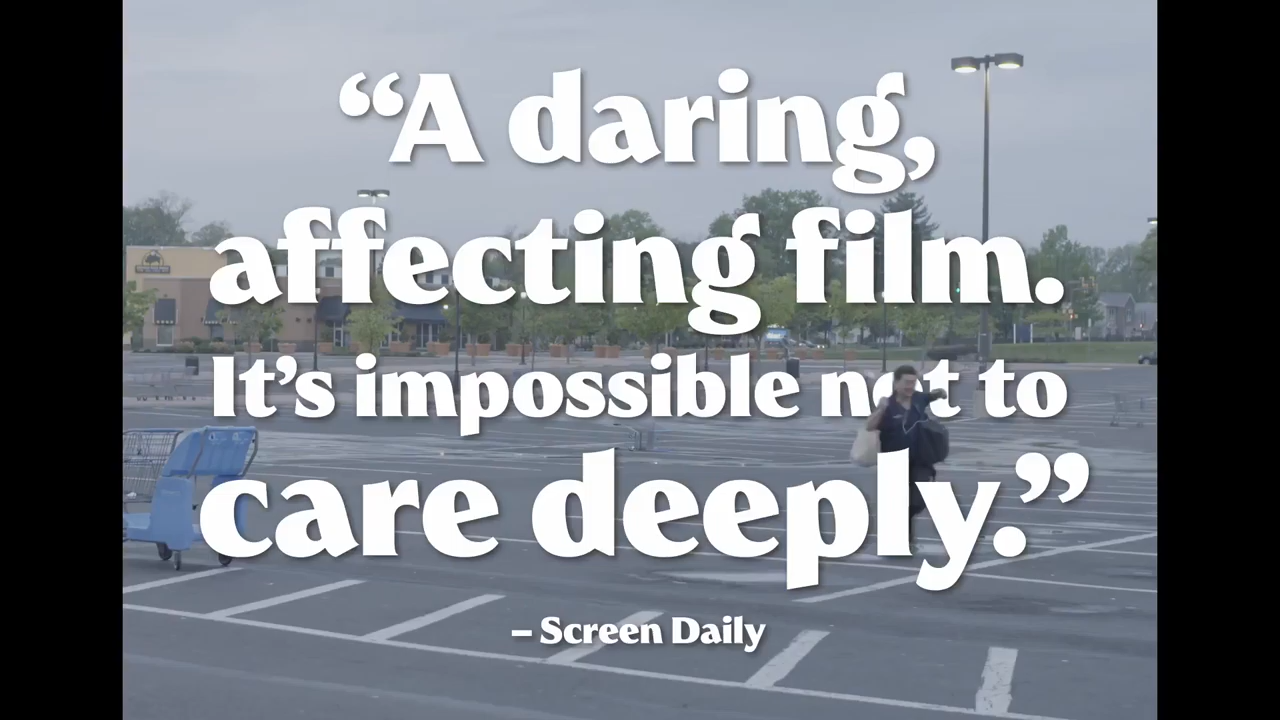 “A daring,
affecting film.
It’s impossible not to
care deeply.”
– Screen Daily